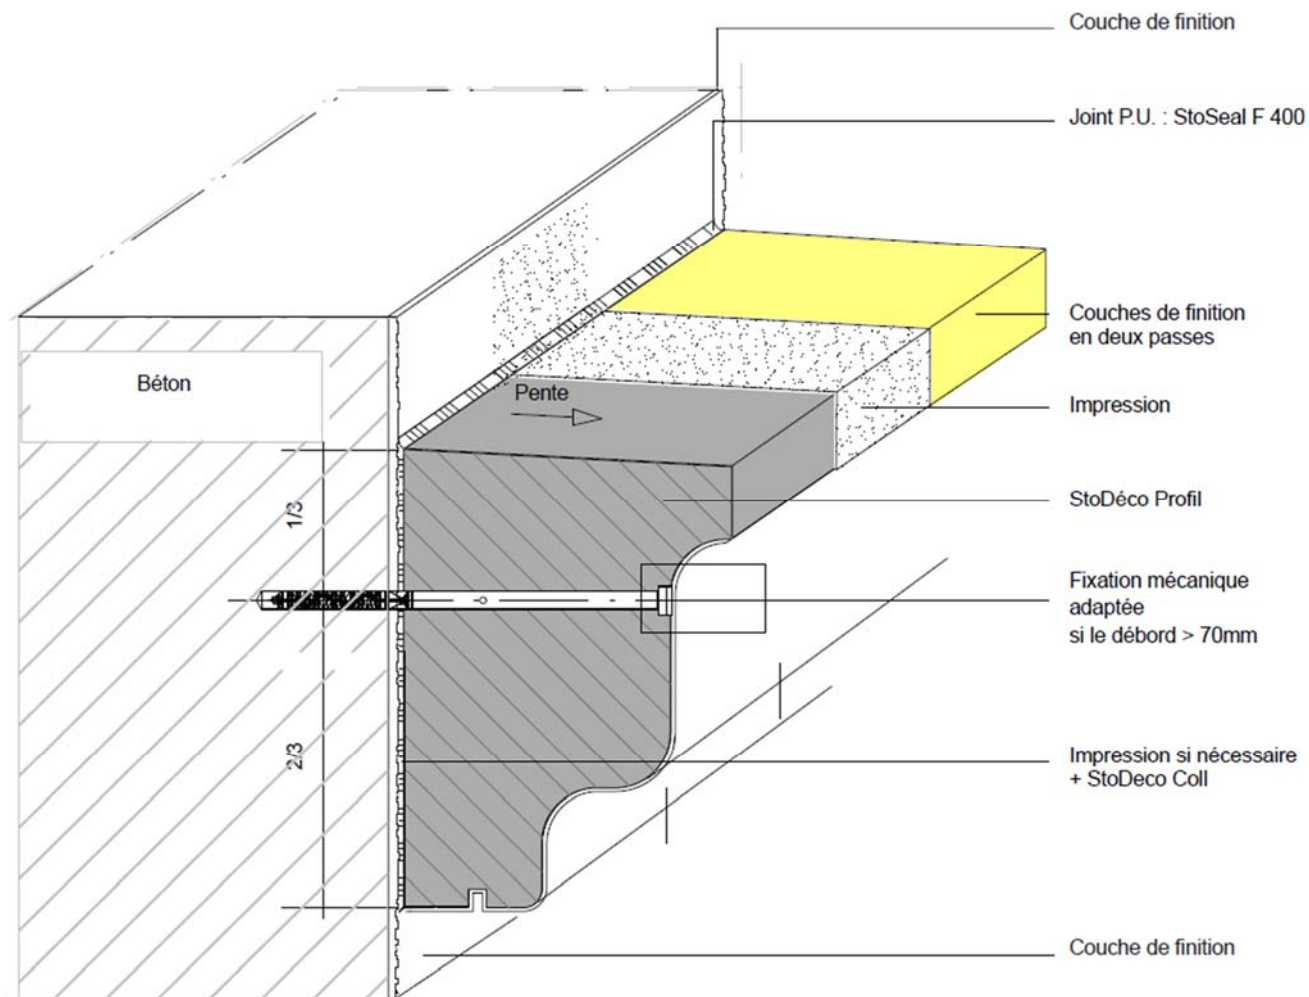 Couche de finition
Joint P.U. : StoSeal F 400
Couches de finition
en deux passes
Béton
Pente
Impression
StoDéco Profil
1/3
Fixation mécanique
adaptée
si le débord > 70mm
2/3
Impression si nécessaire
+ StoDeco Coll
Couche de finition